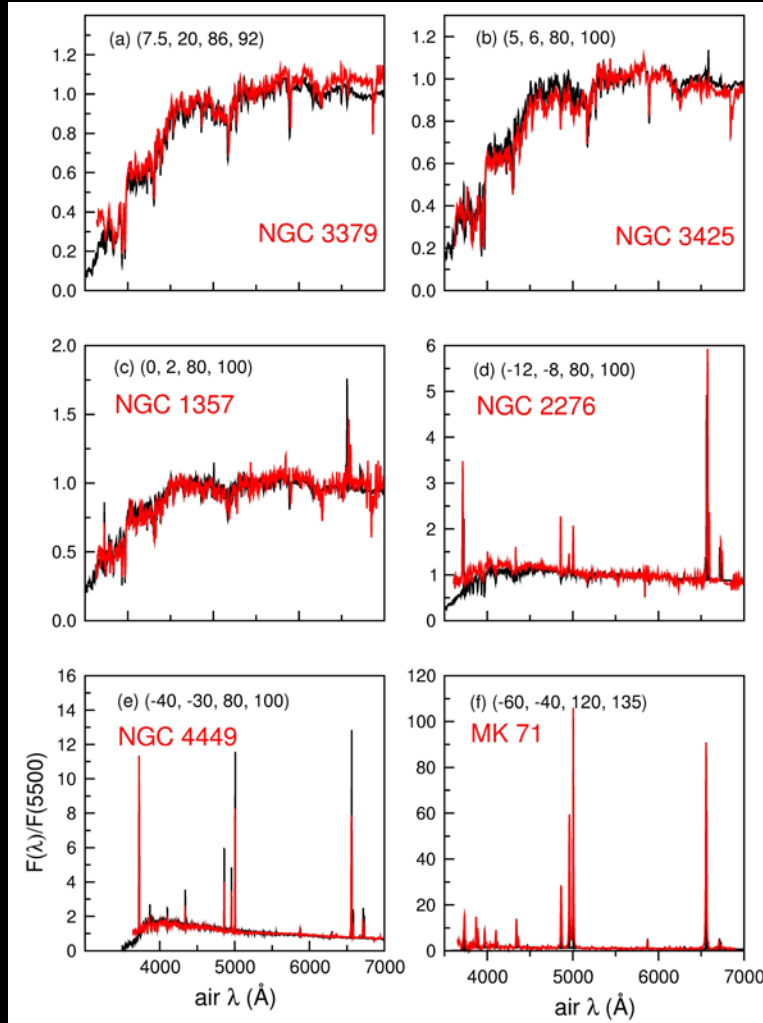 (a) (7.5, 20, 86, 92)
1.2
1.0
0.8
0.6
0.4
0.2
0.0
NGC 3379
(b) (5, 6, 80, 100)
1.2
1.0
0.8
0.6
0.4
0.2
0.0
NGC 3425
(c) (0, 2, 80, 100)
2.0
1.5
1.0
0.5
0.0
NGC 1357
(d) (-12, -8, 80, 100)
6
5
4
3
2
1
0
NGC 2276
4000 5000 6000 7000
(e) (-40, -30, 80, 100)
16
14
12
10
8
6
4
2
0
NGC 4449
F(λ)/F(5500)
4000 5000 6000 7000
air λ (Å)
(f) (-60, -40, 120, 135)
120
100
80
60
40
20
0
MK 71
4000 5000 6000 7000
air λ (Å)